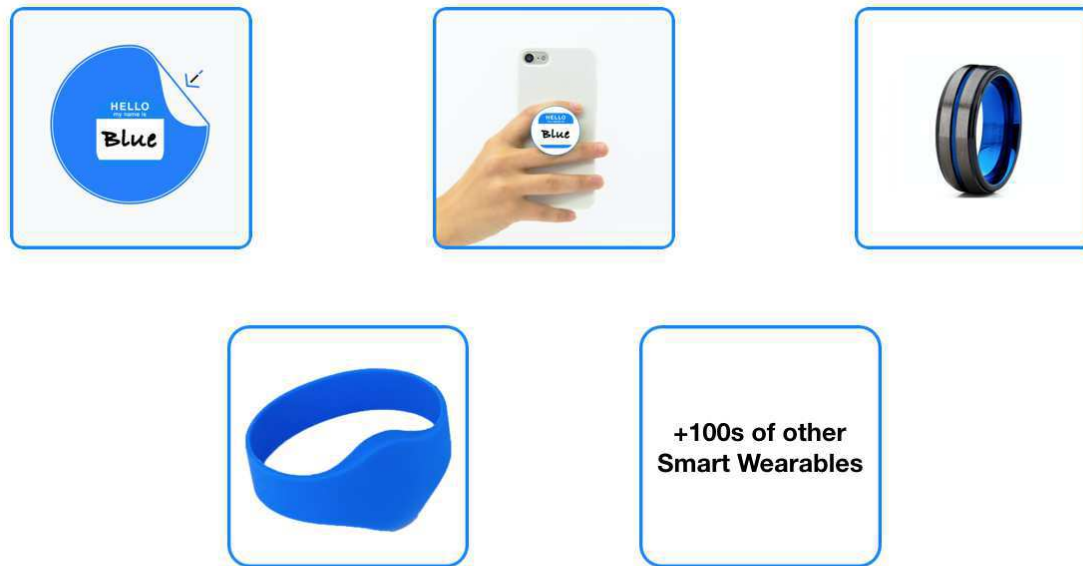 HELLO
my name is
Blue
HELLO
Blue
+100s of other
Smart Wearables